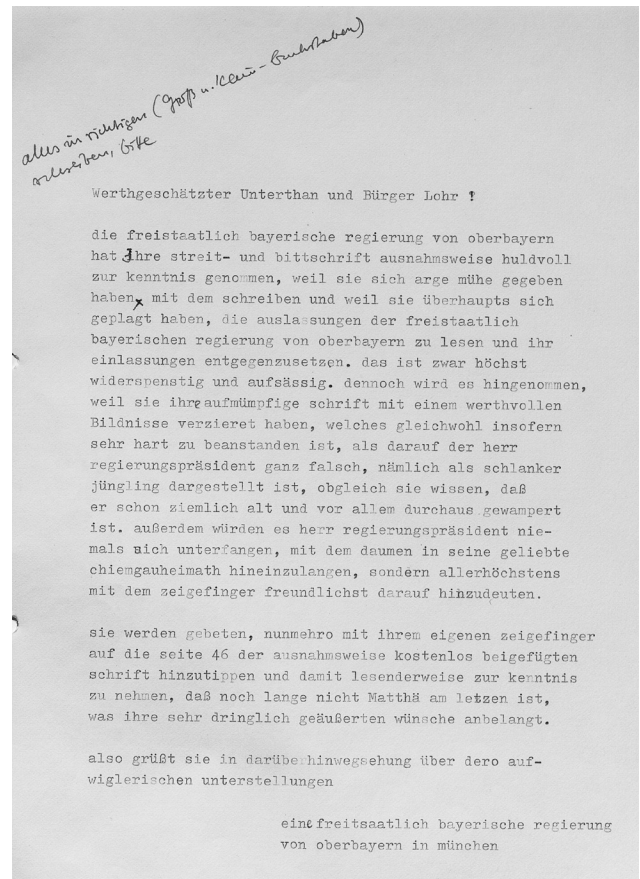 alles in richtigen (Groß u. Klein-Buchstaben)
schreiben, bitte
Werthgeschätzter Unterthan und Bürger Lohr !
die freistaatlich bayerische regierung von oberbayern
hat Ihre streit- und bittschrift ausnahmsweise huldvoll
zur kenntnis genommen, weil sie sich arge mühe gegeben
haben, mit dem schreiben und weil sie überhaupts sich
geplagt haben, die auslassungen der freistaatlich
bayerischen regierung von oberbayern zu lesen und ihr
einlassungen entgegenzusetzen. das ist zwar höchst
widerspenstig und aufsässig. dennoch wird es hingenommen,
weil sie ihre aufmümpfige schrift mit einem werthvollen
Bildnisse verzieret haben, welches gleichwohl insofern
sehr hart zu beanstanden ist, als darauf der herr
regierungspräsident ganz falsch, nämlich als schlanker
jüngling dargestellt ist, obgleich sie wissen, daß
er schon ziemlich alt und vor allem durchaus gewampert
ist. außerdem würden es herr regierungspräsident nie-
mals sich unterfangen, mit dem daumen in seine geliebte
chiemgauheimath hineinzulangen, sondern allerhöchstens
mit dem zeigefinger freundlichst darauf hinzudeuten.
sie werden gebeten, nunmehro mit ihrem eigenen zeigefinger
auf die seite 46 der ausnahmsweise kostenlos beigefügten
schrift hinzutippen und damit lesenderweise zur kenntnis
zu nehmen, daß noch lange nicht Matthä am letzen ist,
was ihre sehr dringlich geäußerten wünsche anbelangt.
also grüßt sie in darüberhinwegsehung über dero auf-
wiglerischen unterstellungen
eine freitsaatlich bayerische regierung
von oberbayern in münchen